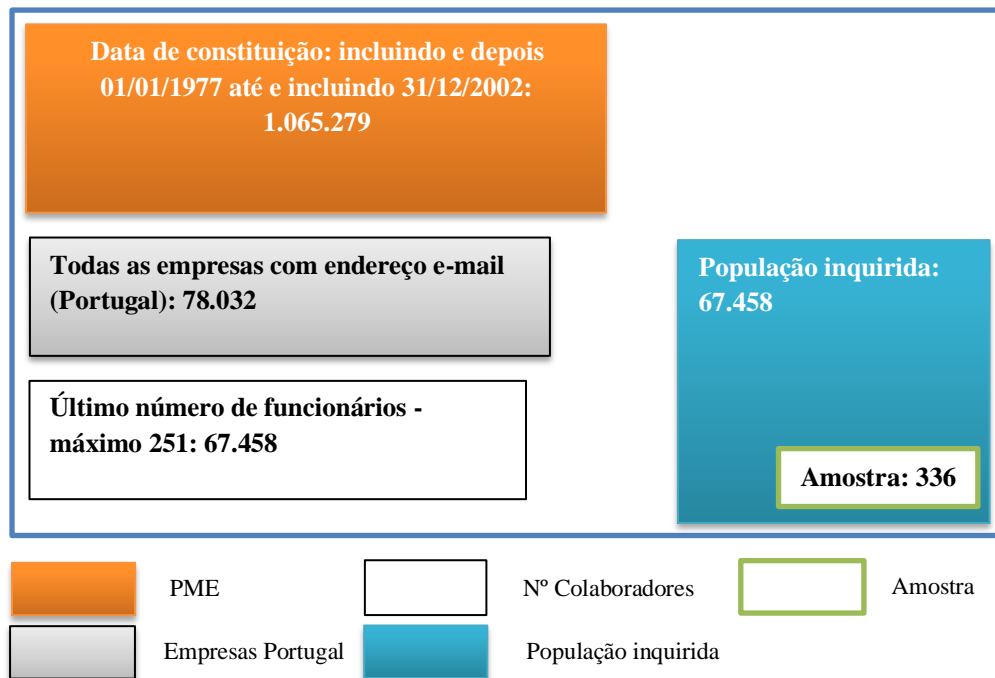 Data de constituição: incluindo e depois
01/01/1977 até e incluindo 31/12/2002:
1.065.279
Todas as empresas com endereço e-mail
(Portugal): 78.032
População inquirida:
67.458
Último número de funcionários -
máximo 251: 67.458
Amostra: 336
PME
Nº Colaboradores
Amostra
Empresas Portugal
População inquirida